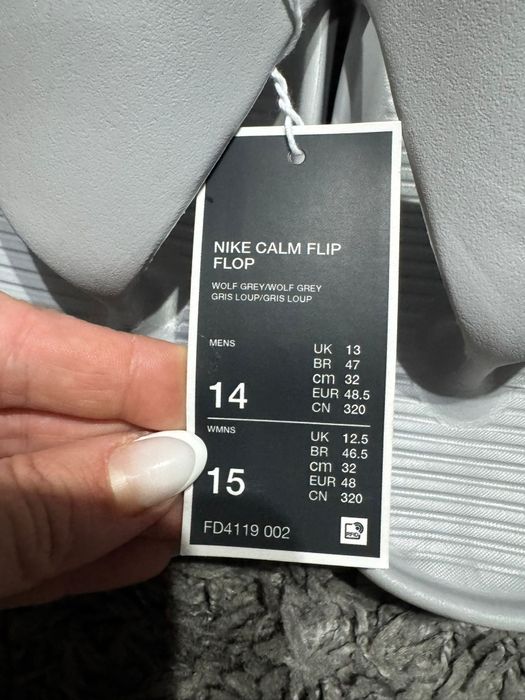 NIKE CALM FLIP
FLOP
WOLF GREY/WOLF GREY
GRIS LOUP/GRIS LOUP
MENS
14
UK 13
BR 47
cm 32
EUR 48.5
CN 320
WMNS
15
UK 12.5
BR 46.5
cm 32
EUR 48
CN 320
FD4119 002